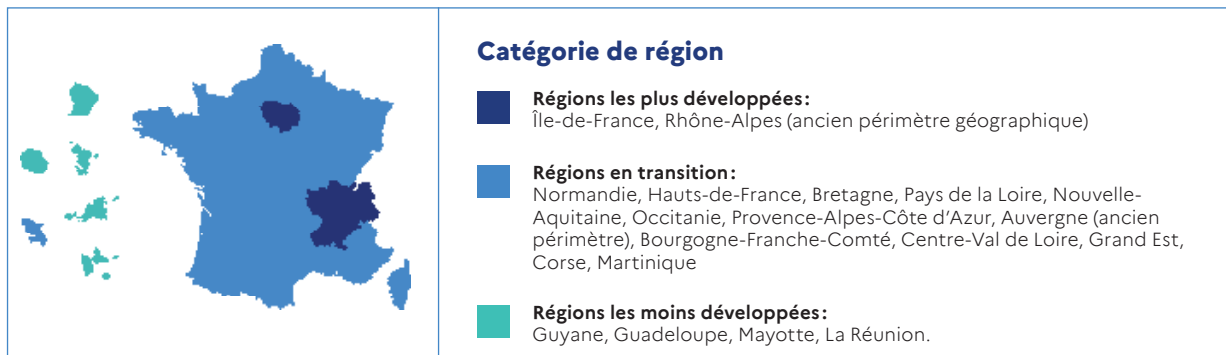 Catégorie de région
Régions les plus développées:
Île-de-France, Rhône-Alpes (ancien périmètre géographique)
Régions en transition:
Normandie, Hauts-de-France, Bretagne, Pays de la Loire, Nouvelle-
Aquitaine, Occitanie, Provence-Alpes-Côte d'Azur, Auvergne (ancien
périmètre), Bourgogne-Franche-Comté, Centre-Val de Loire, Grand Est,
Corse, Martinique
Régions les moins développées:
Guyane, Guadeloupe, Mayotte, La Réunion.